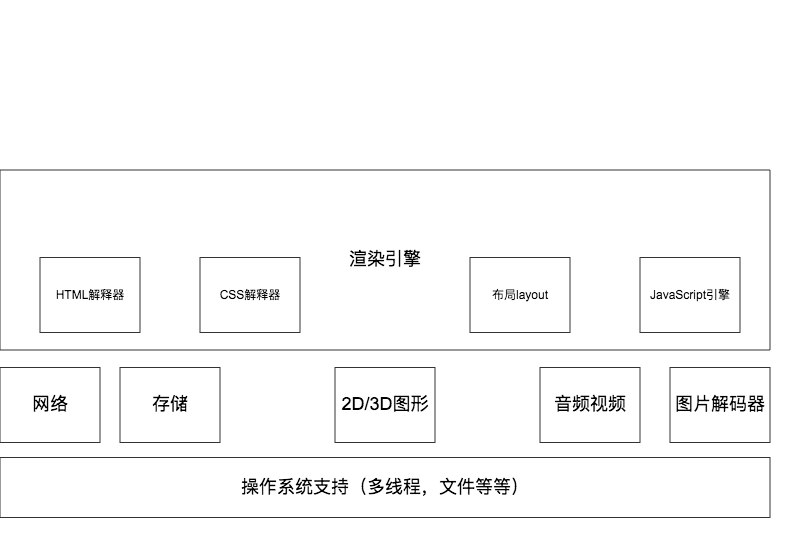 渲染引擎
HTML解释器
CSS解释器
布局layout
JavaScript引擎
网络
存储
2D/3D图形
音频视频
图片解码器
操作系统支持（多线程，文件等等）